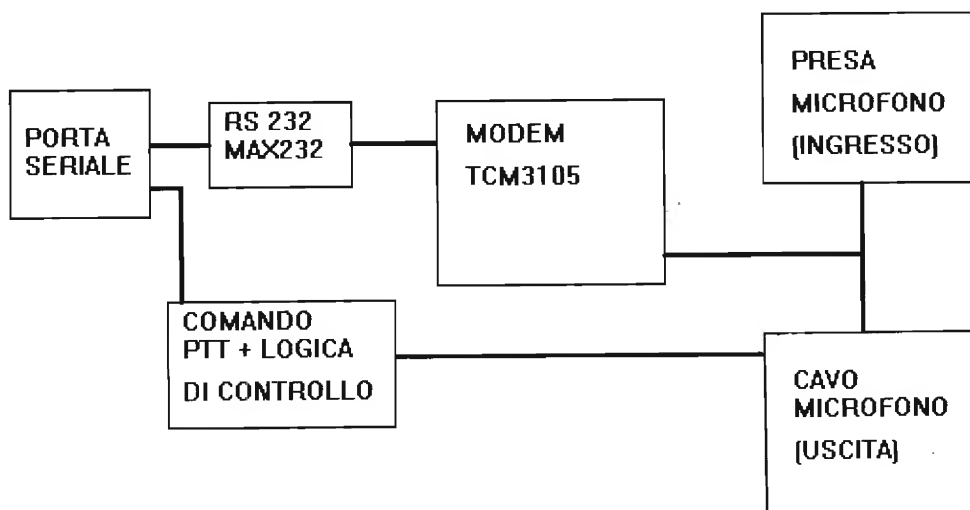 PORTA
SERIALE
RS 232
MAX232
MODEM
TCM3105
PRESA
MICROFONO
(INGRESSO)
COMANDO
PTT + LOGICA
DI CONTROLLO
CAVO
MICROFONO
(USCITA)